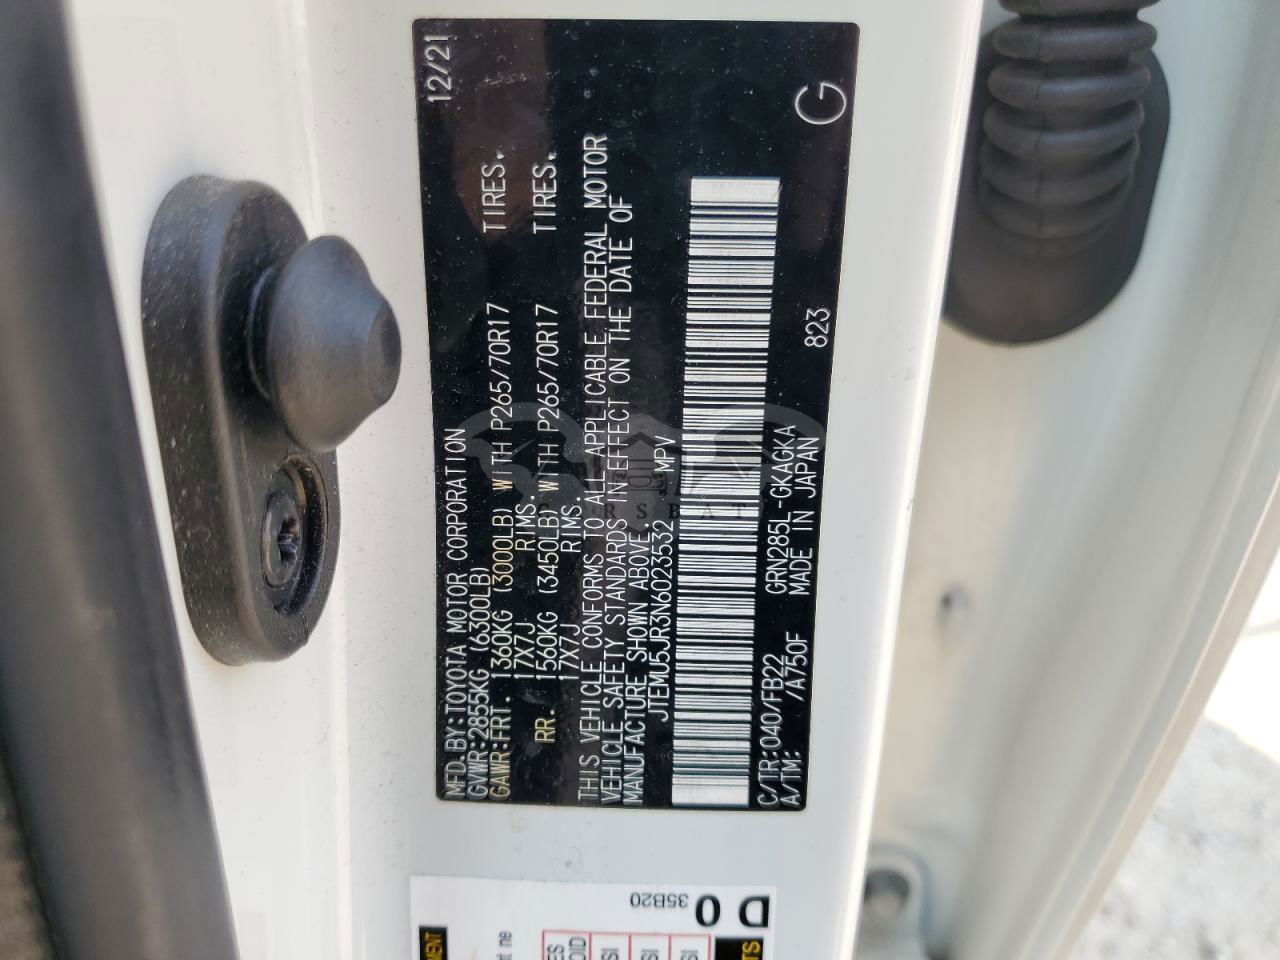 MFD.BY:TOYOTA MOTOR CORPORATION 12/21
GVWR:2855KG (6300LB)
GAWR:FRT. 1360KG (3000LB) WITH P265/70R17 TIRES.
17X7J RIMS.
RR. 1560KG (3450LB) WITH P265/70R17 TIRES.
17X7J RIMS.
THIS VEHICLE CONFORMS TO ALL APPLICABLE FEDERAL MOTOR
VEHICLE SAFETY STANDARDS IN EFFECT ON THE DATE OF
MANUFACTURE SHOWN ABOVE.
JTEMU5JR3N6023532 MPV
C/TR:040/FB22 GRN285L-GKAGKA 823 G
A/TM: /A750F MADE IN JAPAN
35B20
D 0